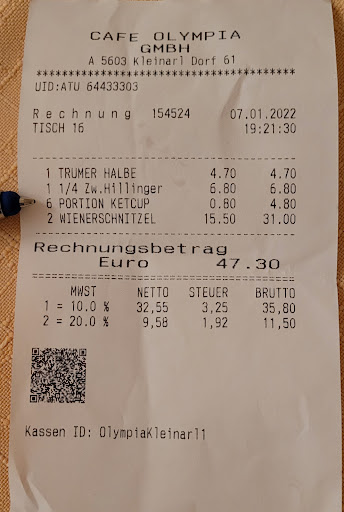 CAFE OLYMPIA
GMBH
A 5603 Kleinarl Dorf 61
****************************************
UID:ATU 64433303
Rechnung 154524 07.01.2022
TISCH 16 19:21:30
----------------------------------------
1 TRUMER HALBE 4.70 4.70
1 1/4 Zw.Hillinger 6.80 6.80
6 PORTION KETCUP 0.80 4.80
2 WIENERSCHNITZEL 15.50 31.00
----------------------------------------
Rechnungsbetrag
Euro 47.30
========================================
MWST NETTO STEUER BRUTTO
1 = 10.0 % 32,55 3,25 35,80
2 = 20.0 % 9,58 1,92 11,50
Kassen ID: OlympiaKleinarl1